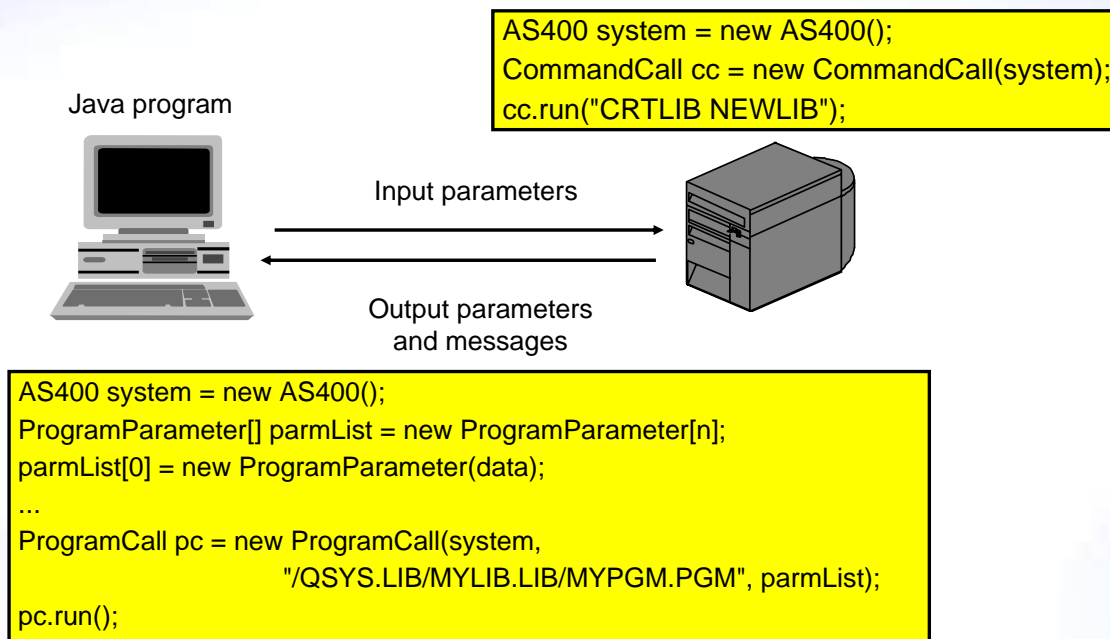 AS400 system = new AS400();
CommandCall cc = new CommandCall(system);
cc.run("CRTLIB NEWLIB");
Java program
Input parameters
Output parameters
and messages
AS400 system = new AS400();
ProgramParameter[] parmList = new ProgramParameter[n];
parmList[0] = new ProgramParameter(data);
...
ProgramCall pc = new ProgramCall(system,
"/QSYS.LIB/MYLIB.LIB/MYPGM.PGM", parmList);
pc.run();